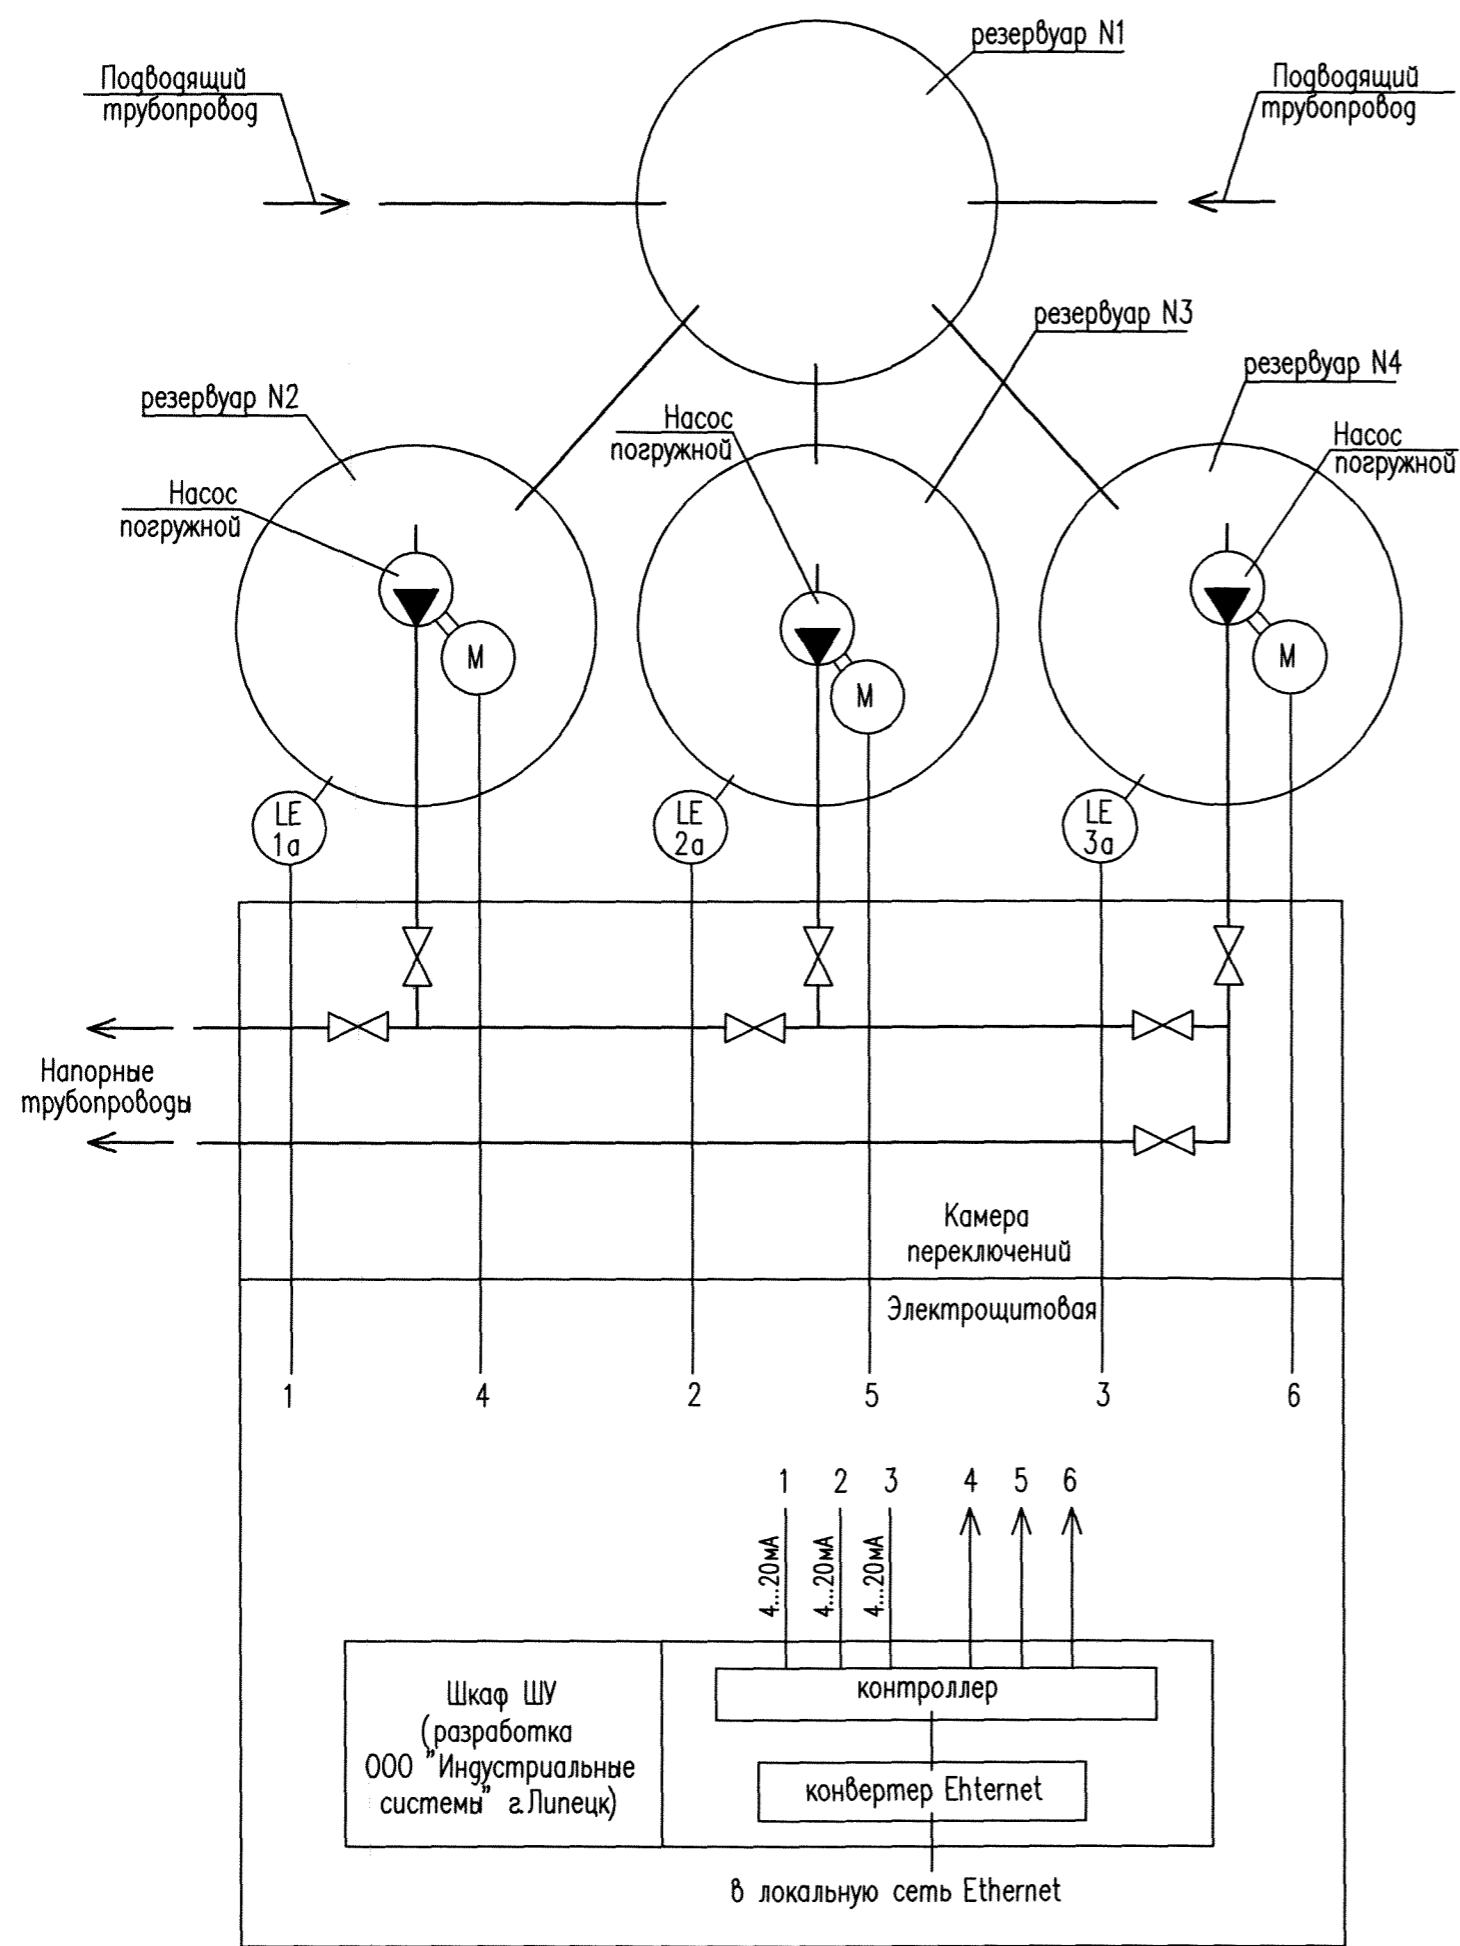 резервуар N1
Подводящий
трубопровод
Подводящий
трубопровод
резервуар N3
резервуар N4
резервуар N2
Насос
погружной
Насос
погружной
Насос
погружной
М
М
М
LE
1а
LE
2а
LE
3а
Напорные
трубопроводы
Камера
переключений
Электрощитовая
1
4
2
5
3
6
1
2
3
4
5
6
4...20мА
4...20мА
4...20мА
контроллер
Шкаф ШУ
(разработка
ООО "Индустриальные
системы" г.Липецк)
конвертер Ehternet
в локальную сеть Ethernet